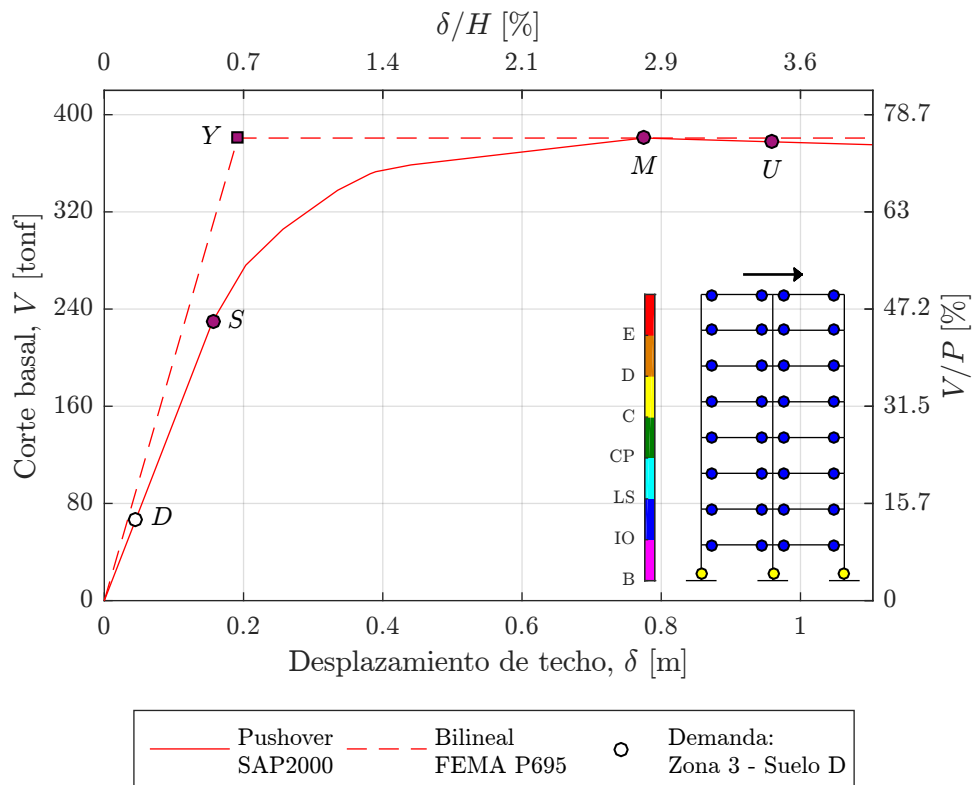 δ/H [%]
0 0.7 1.4 2.1 2.9 3.6
400 Y M U 78.7
320 63
240 S E 47.2
D
160 C 31.5
CP
80 D LS 15.7
IO
0 B 0
Corte basal, V [tonf]
V/P [%]
0 0.2 0.4 0.6 0.8 1
Desplazamiento de techo, δ [m]
Pushover Bilineal Demanda:
SAP2000 FEMA P695 Zona 3 - Suelo D